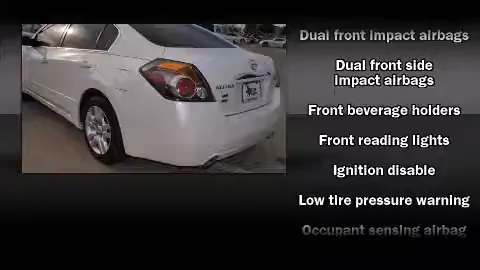 Dual front impact airbags
Dual front side
impact airbags
Front beverage holders
Front reading lights
Ignition disable
Low tire pressure warning
Occupant sensing airbag
ALTIMA